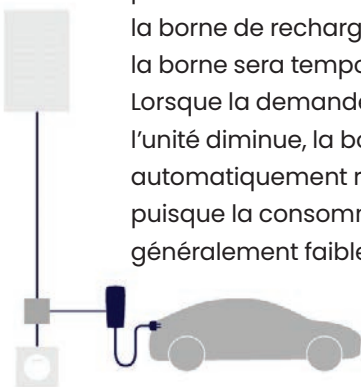 la borne de recharg
la borne sera tempo
Lorsque la demande
l'unité diminue, la bo
automatiquement r
puisque la consomm
généralement faible